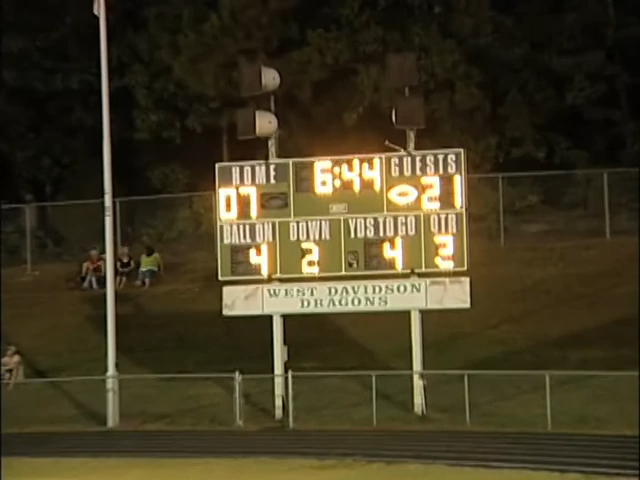 HOME 6:44 GUESTS
07 21
BALL ON DOWN YDS TO GO QTR
4 2 4
WEST DAVIDSON
DRAGONS